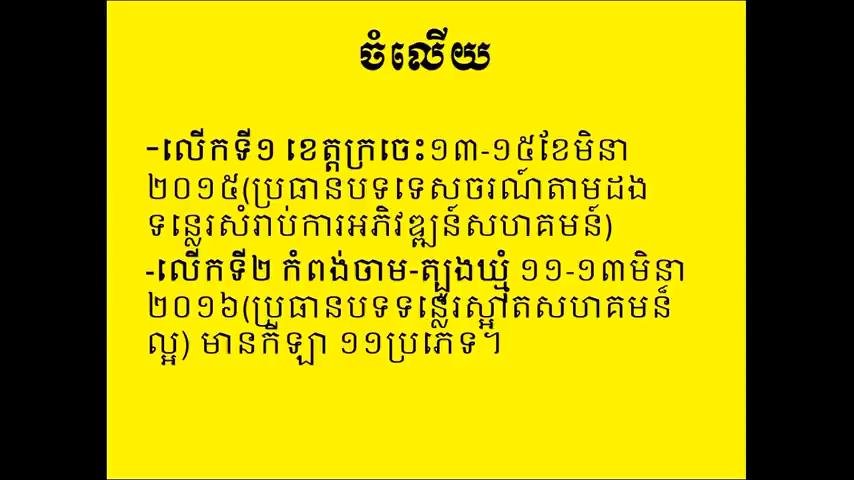 ចំលើយ
-លើកទី១ ខេត្តក្រចេះ១៣-១៥ខែមិនា
២០១៥(ប្រធានបទទេសចរណ៍តាមដង
ទន្លេរសំរាប់ការអភិវឌ្ឍន៍សហគមន៍)
-លើកទី២ កំពង់ចាម-ត្បូងឃ្មុំ ១១-១៣មិនា
២០១៦(ប្រធានបទទន្លេរស្អាតសហគមន៏
ល្អ) មានកីឡា ១១ប្រភេទ។